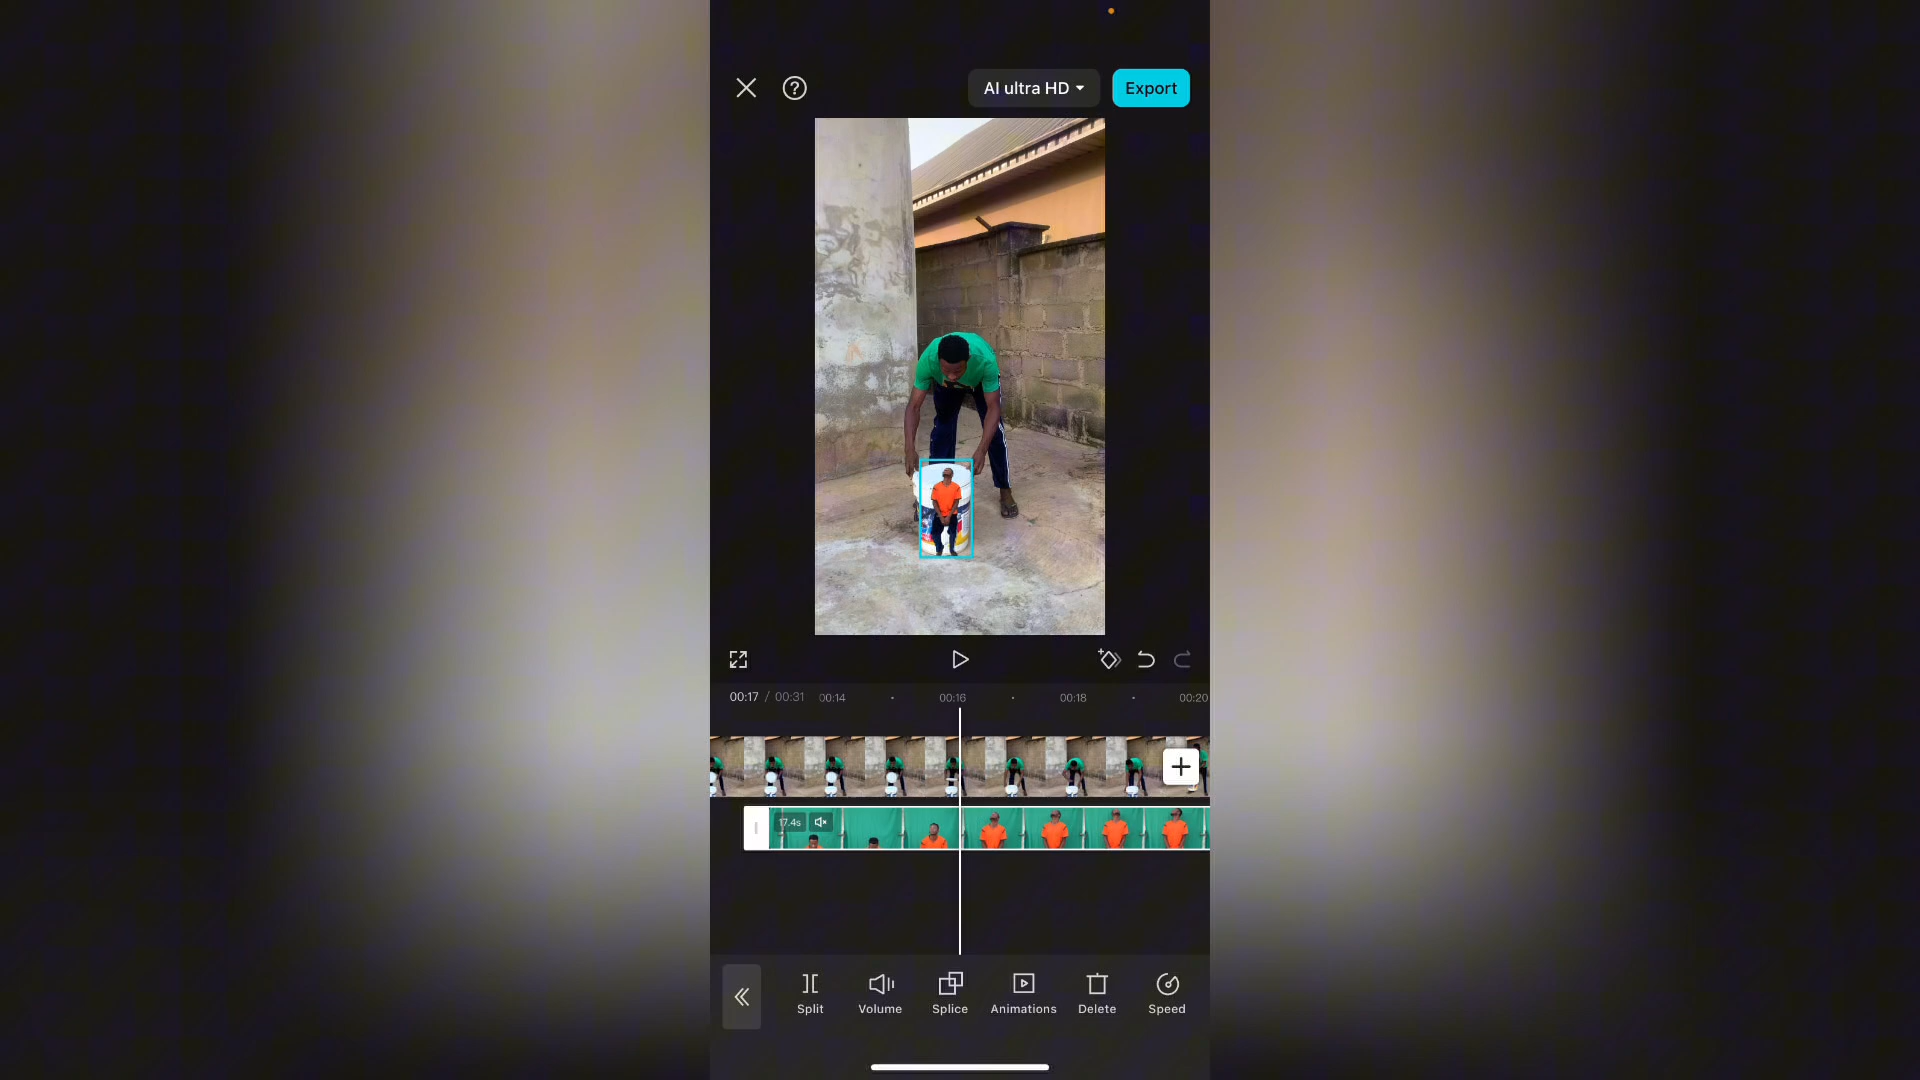 AI ultra HD
Export
00:17 / 00:31 00:14 00:16 00:18 00:20
17.4s
Split Volume Splice Animations Delete Speed